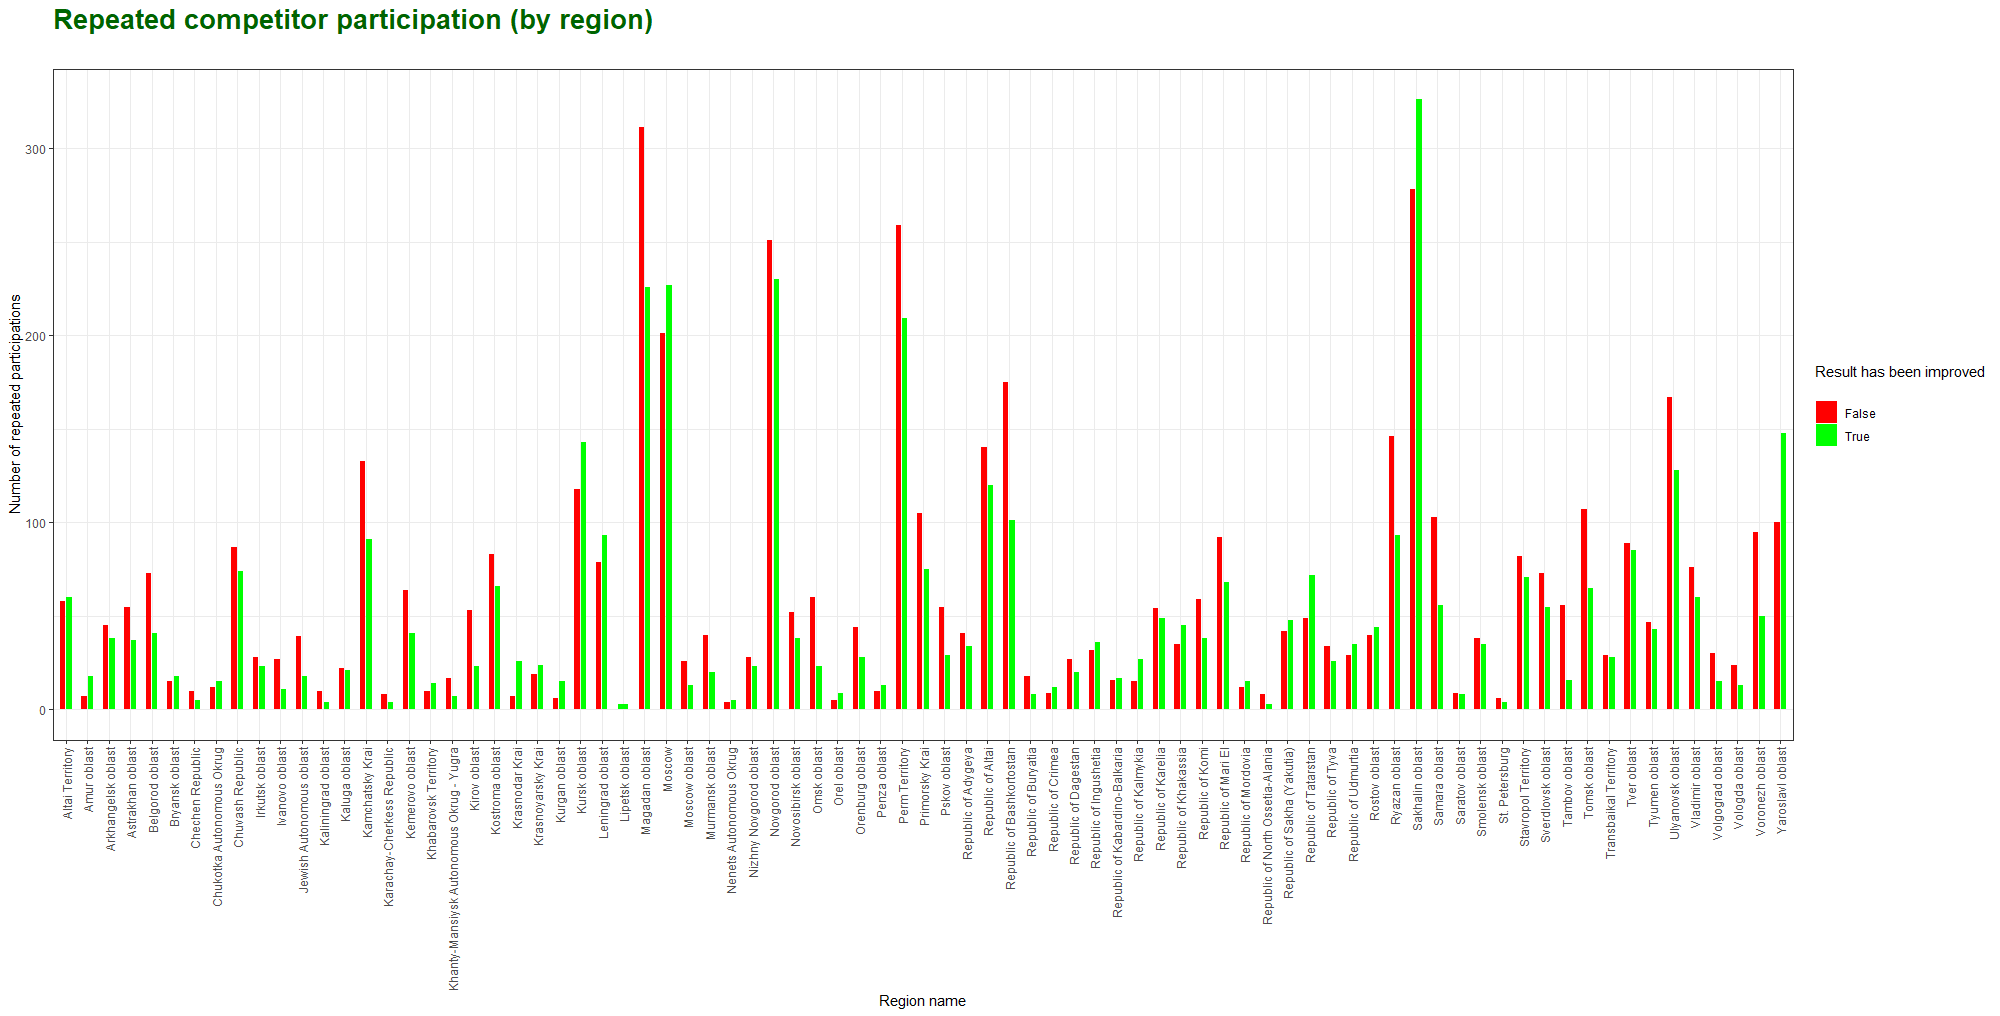 Repeated competitor participation (by region)
Number of repeated participations
300
200
100
0
Altai Territory
Amur oblast
Arkhangelsk oblast
Astrakhan oblast
Belgorod oblast
Bryansk oblast
Chechen Republic
Chukotka Autonomous Okrug
Chuvash Republic
Irkutsk oblast
Ivanovo oblast
Jewish Autonomous oblast
Kaliningrad oblast
Kaluga oblast
Kamchatsky Krai
Karachay-Cherkess Republic
Kemerovo oblast
Khabarovsk Territory
Khanty-Mansiysk Autonomous Okrug - Yugra
Kirov oblast
Kostroma oblast
Krasnodar Krai
Krasnoyarsky Krai
Kurgan oblast
Kursk oblast
Leningrad oblast
Lipetsk oblast
Magadan oblast
Moscow
Moscow oblast
Murmansk oblast
Nenets Autonomous Okrug
Nizhny Novgorod oblast
Novgorod oblast
Novosibirsk oblast
Omsk oblast
Orel oblast
Orenburg oblast
Penza oblast
Perm Territory
Primorsky Krai
Pskov oblast
Republic of Adygeya
Republic of Altai
Republic of Bashkortostan
Republic of Buryatia
Republic of Crimea
Republic of Dagestan
Republic of Ingushetia
Republic of Kabardino-Balkaria
Republic of Kalmykia
Republic of Karelia
Republic of Khakassia
Republic of Komi
Republic of Mari El
Republic of Mordovia
Republic of North Ossetia-Alania
Republic of Sakha (Yakutia)
Republic of Tatarstan
Republic of Tyva
Republic of Udmurtia
Rostov oblast
Ryazan oblast
Sakhalin oblast
Samara oblast
Saratov oblast
Smolensk oblast
St. Petersburg
Stavropol Territory
Sverdlovsk oblast
Tambov oblast
Tomsk oblast
Transbaikal Territory
Tver oblast
Tyumen oblast
Ulyanovsk oblast
Vladimir oblast
Volgograd oblast
Vologda oblast
Voronezh oblast
Yaroslavl oblast
Region name
Result has been improved
False
True